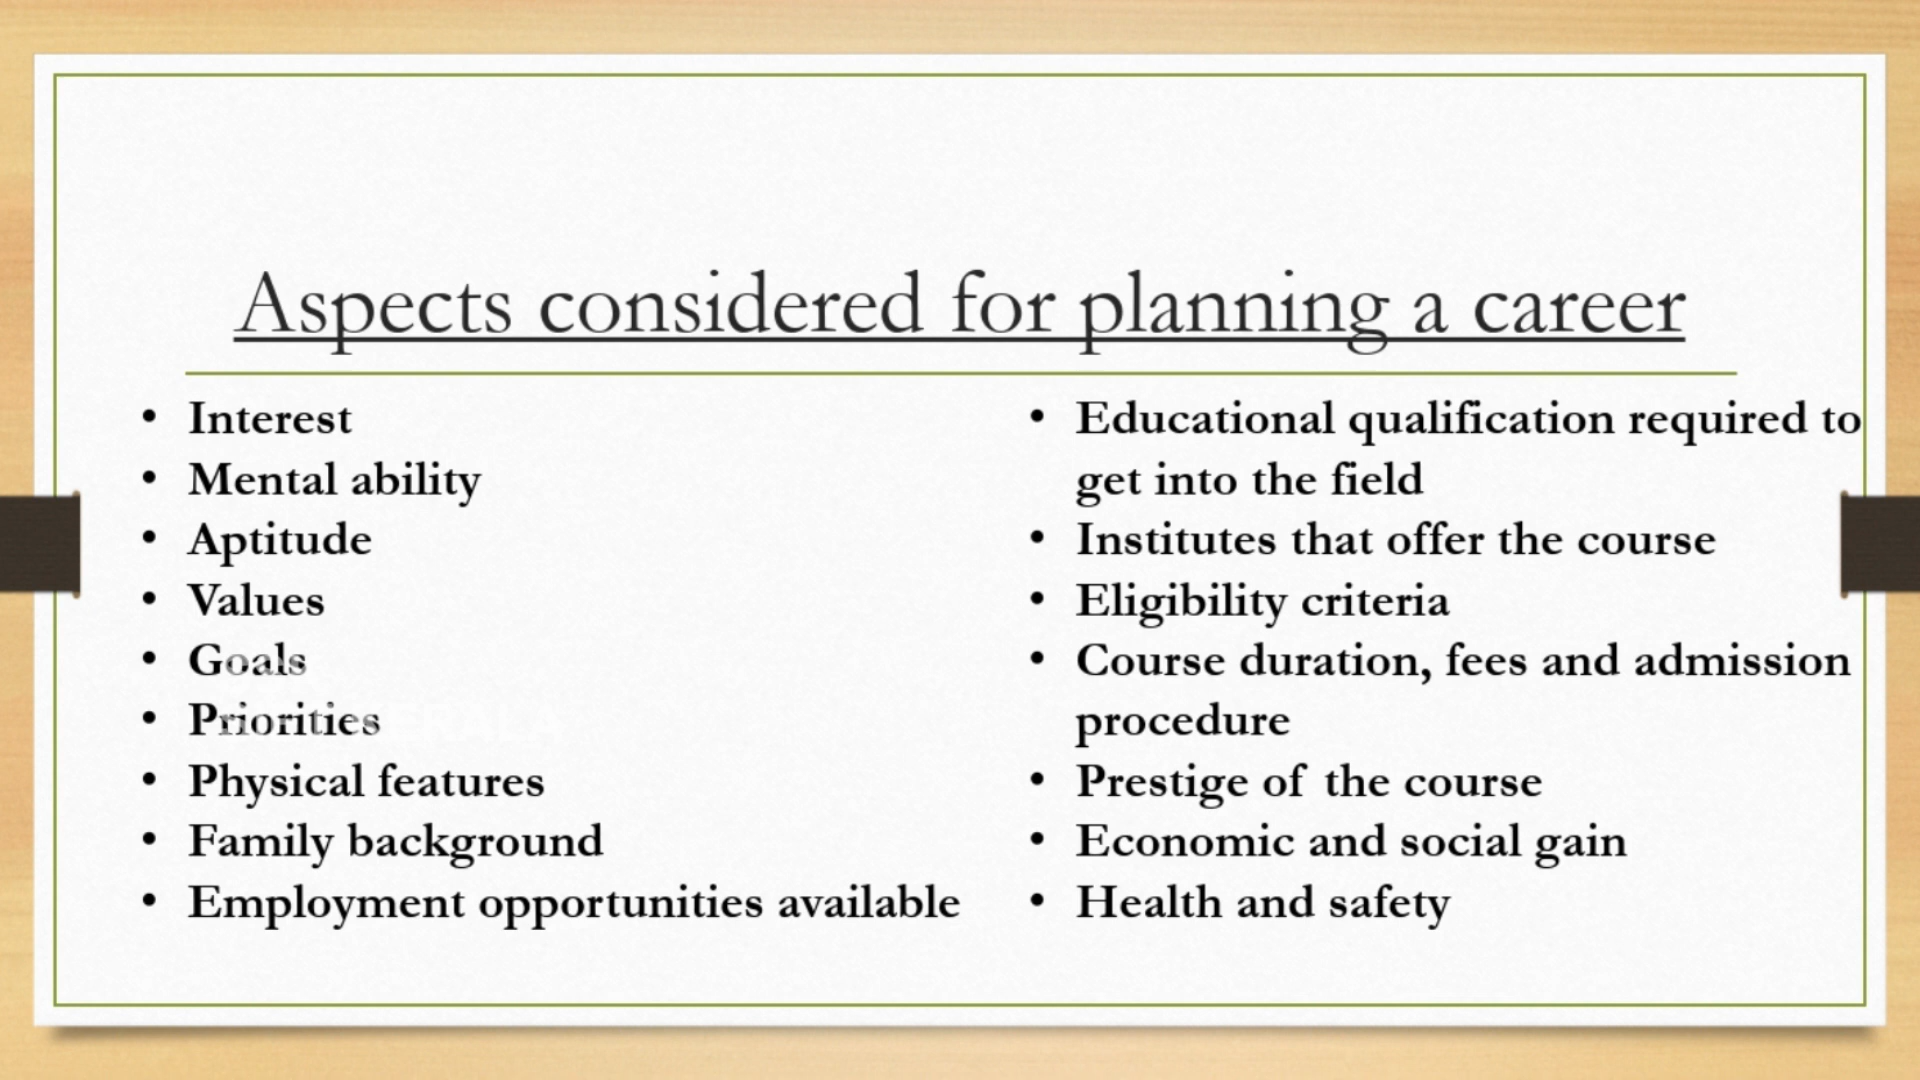 Aspects considered for planning a career
• Interest
• Mental ability
• Aptitude
• Values
• Goals
• Priorities
• Physical features
• Family background
• Employment opportunities available
• Educational qualification required to
get into the field
• Institutes that offer the course
• Eligibility criteria
• Course duration, fees and admission
procedure
• Prestige of the course
• Economic and social gain
• Health and safety